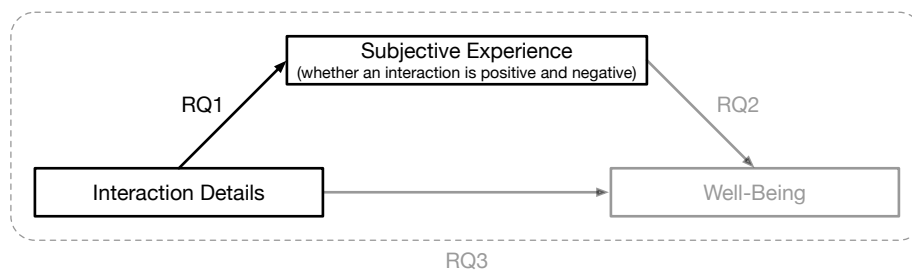 Subjective Experience
(whether an interaction is positive and negative)
RQ1
RQ2
Interaction Details
Well-Being
RQ3